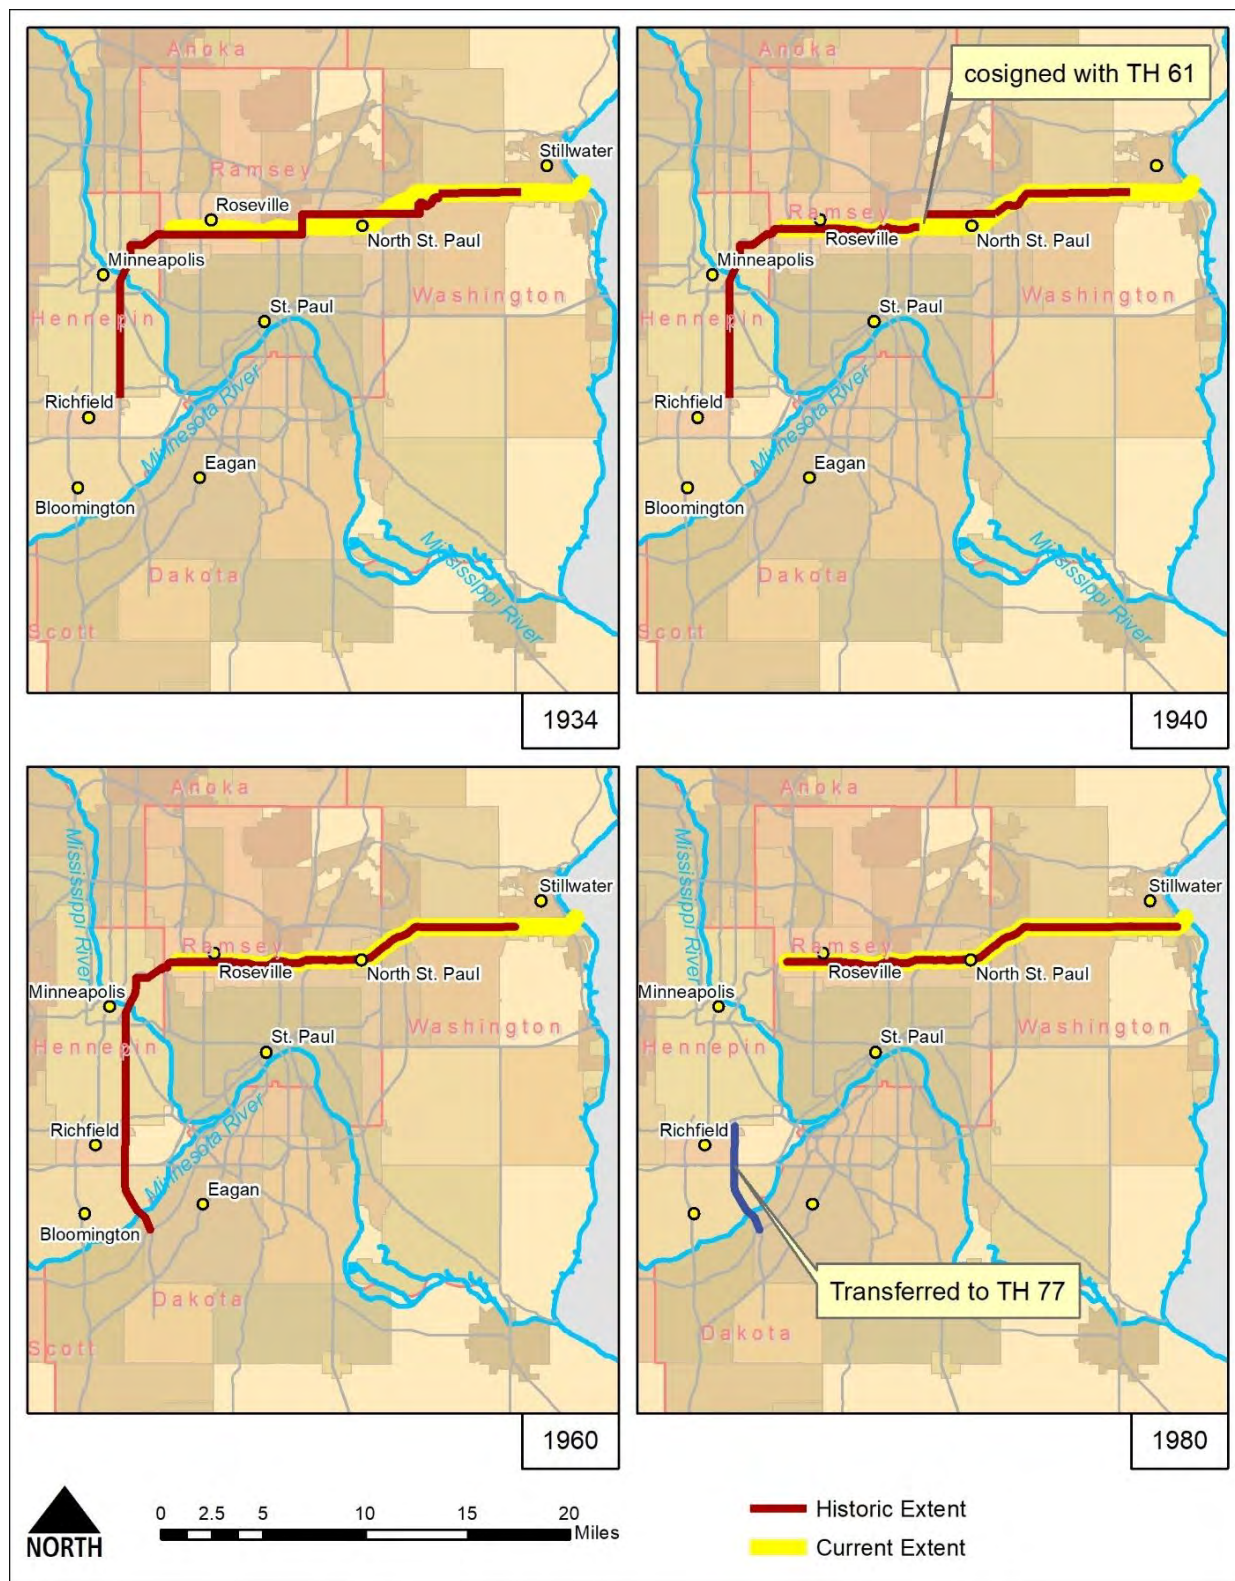 Anoka
Ramsey
Stillwater
Roseville
North St. Paul
Minneapolis
Washington
Hennepin
St. Paul
Richfield
Minnesota River
Eagan
Bloomington
Mississippi River
Dakota
Scott
1934
Anoka
cosigned with TH 61
Ramsey
Roseville
North St. Paul
Minneapolis
Washington
Hennepin
St. Paul
Richfield
Minnesota River
Eagan
Bloomington
Mississippi River
Dakota
Scott
1940
Anoka
Mississippi River
Stillwater
Ramsey
Roseville
North St. Paul
Minneapolis
Washington
Hennepin
St. Paul
Richfield
Minnesota River
Eagan
Bloomington
Dakota
Scott
1960
Anoka
Mississippi River
Stillwater
Ramsey
Roseville
North St. Paul
Minneapolis
Washington
Hennepin
St. Paul
Richfield
Transferred to TH 77
Dakota
1980
NORTH
0 2.5 5 10 15 20
Miles
Historic Extent
Current Extent